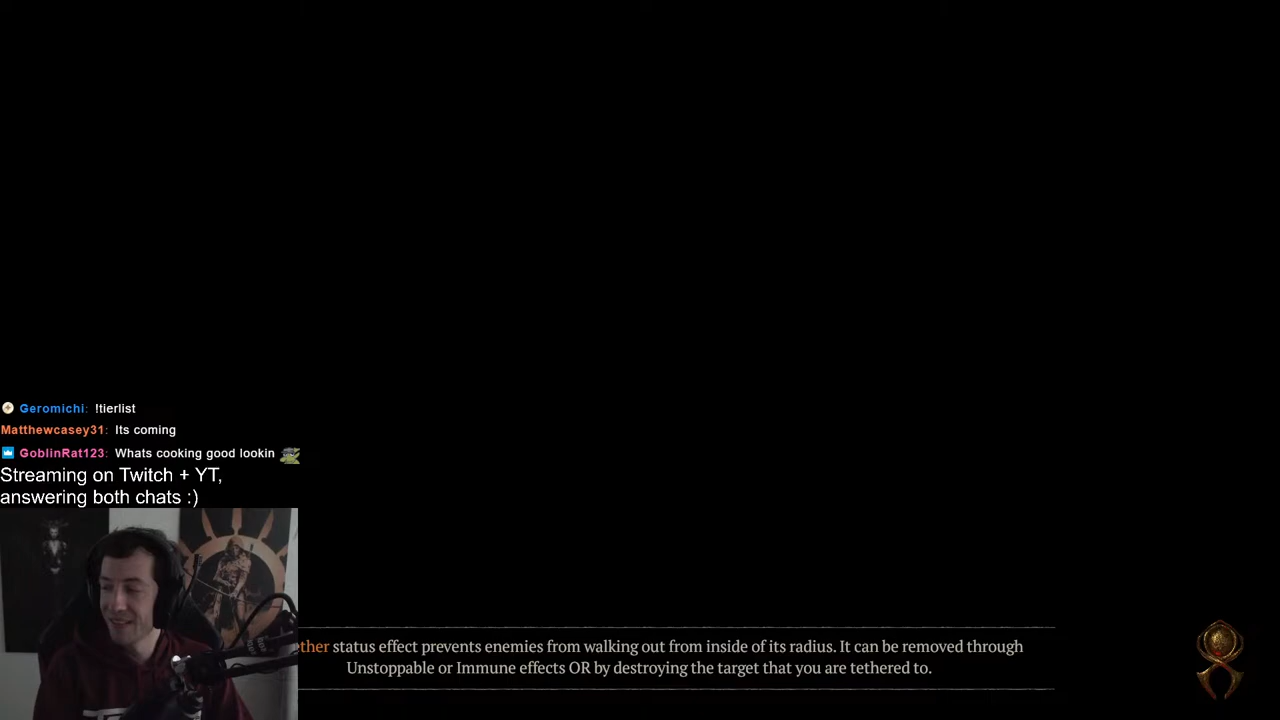 Geromichi: !tierlist
Matthewcasey31: Its coming
GoblinRat123: Whats cooking good lookin
Streaming on Twitch + YT,
answering both chats :)
status effect prevents enemies from walking out from inside of its radius. It can be removed through
Unstoppable or Immune effects OR by destroying the target that you are tethered to.